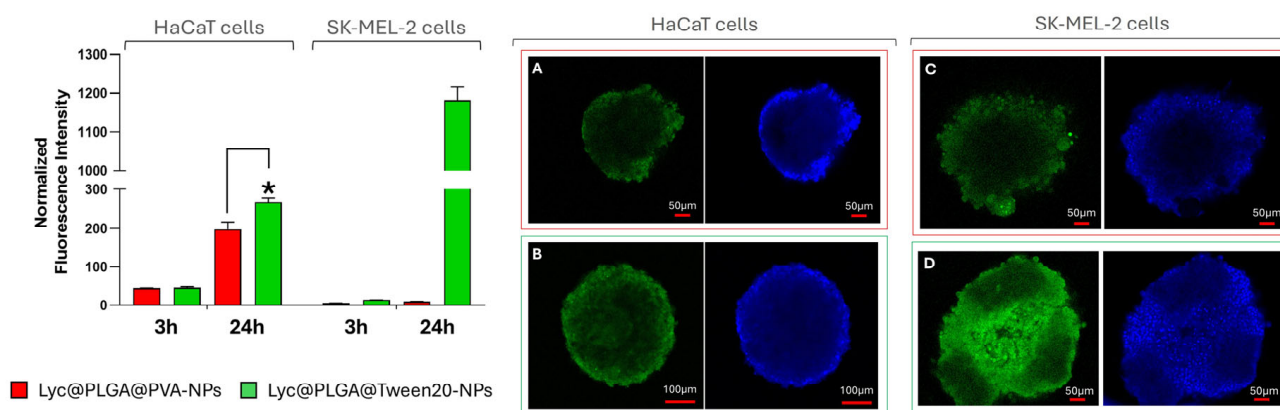 HaCaT cells
SK-MEL-2 cells
Normalized
Fluorescence Intensity
1300
1200
1100
1000
300
200
100
0
*
3h
24h
3h
24h
Lyc@PLGA@PVA-NPs
Lyc@PLGA@Tween20-NPs
HaCaT cells
A
50µm
50µm
B
100µm
100µm
SK-MEL-2 cells
C
50µm
50µm
D
50µm
50µm